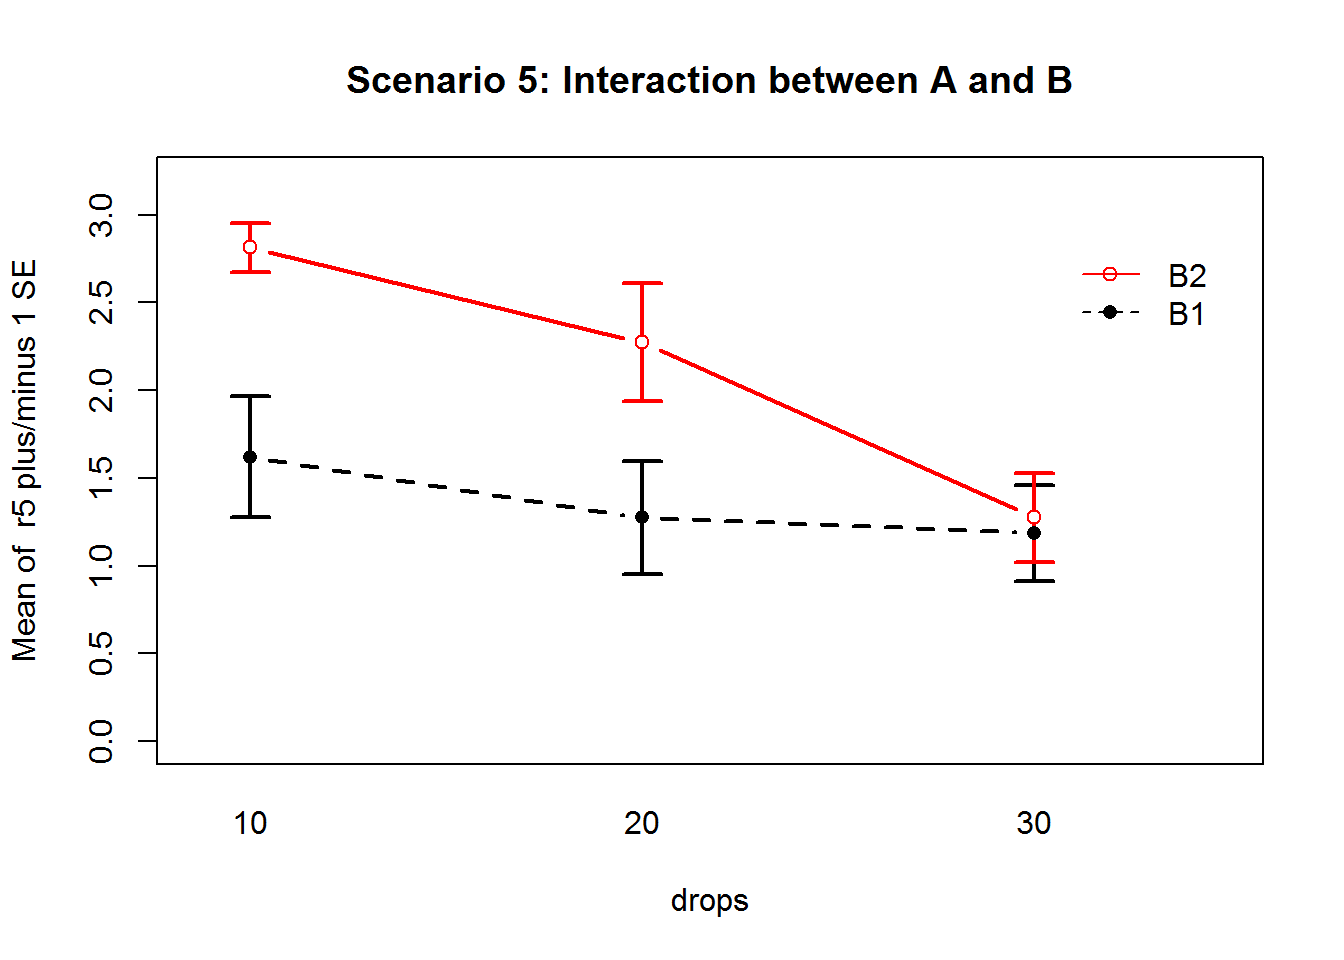 Scenario 5: Interaction between A and B
Mean of  r5 plus/minus 1 SE
3.0
2.5
2.0
1.5
1.0
0.5
0.0
B2
B1
10 20 30
drops